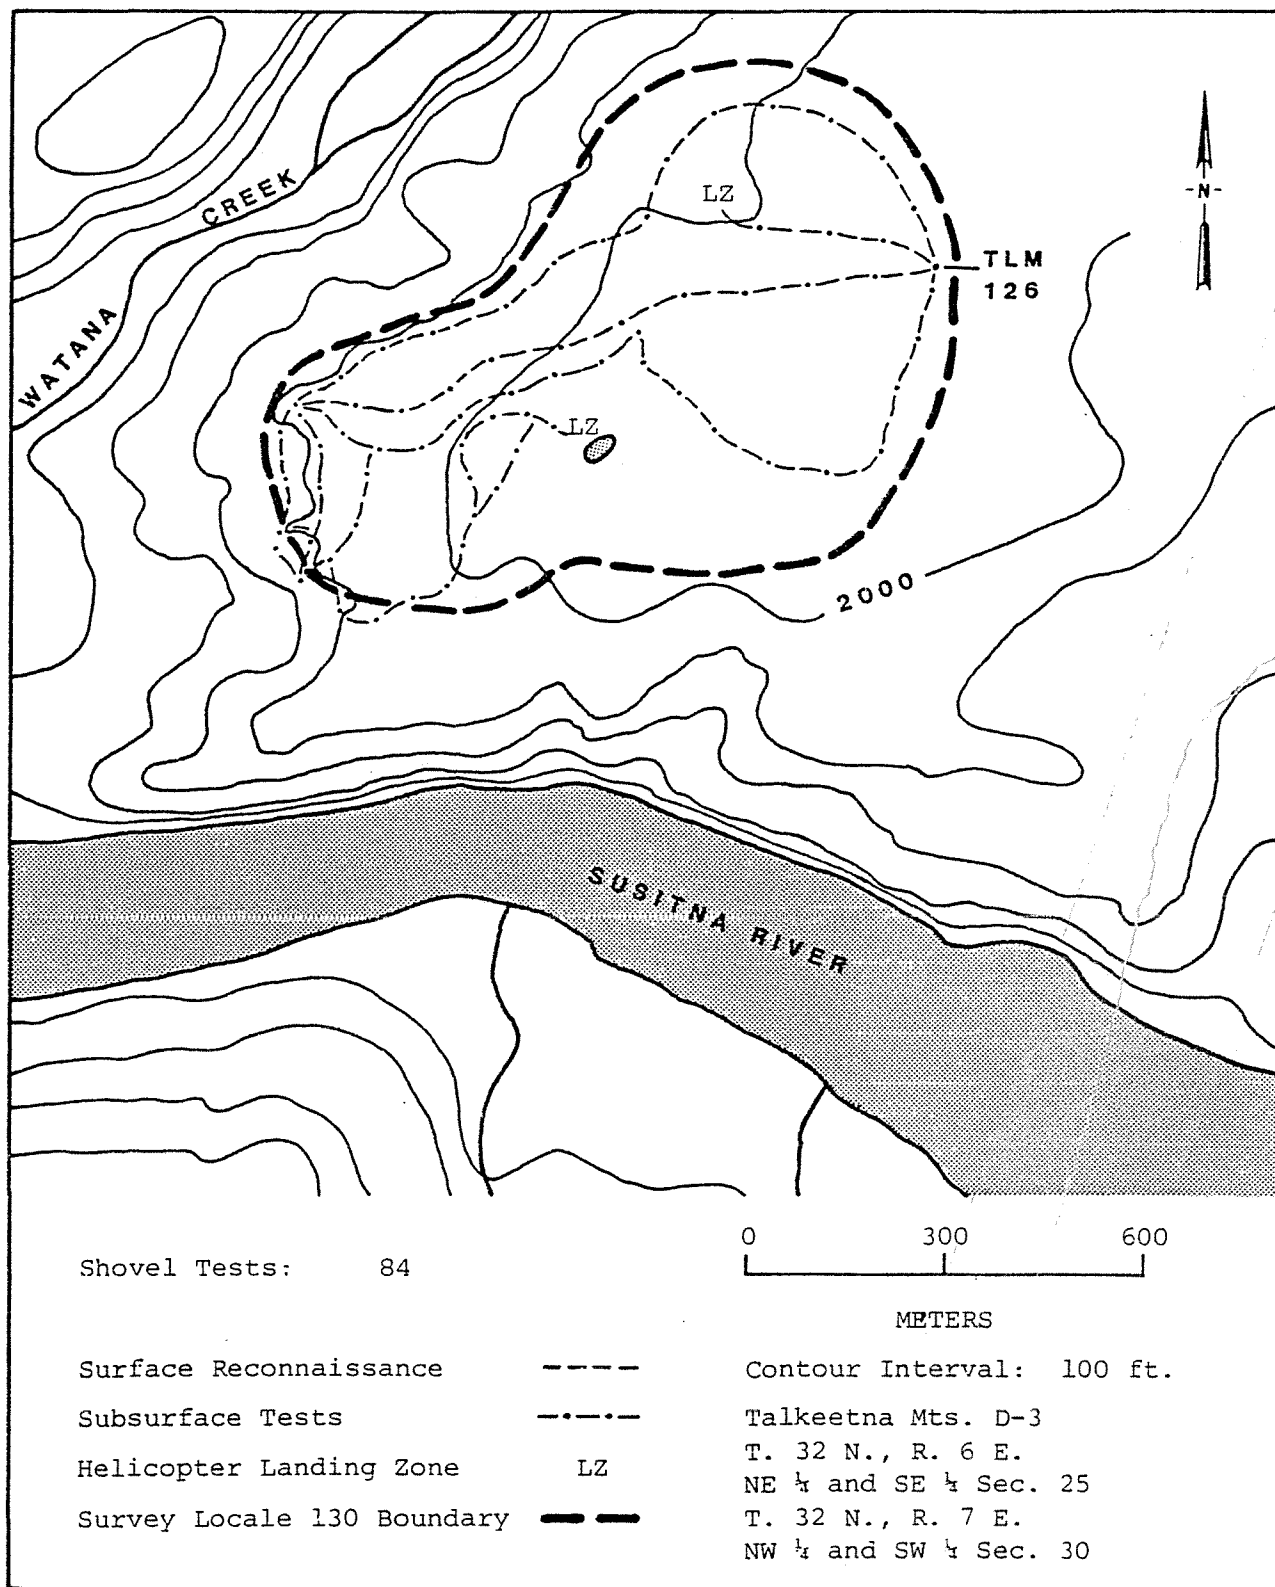 LZ
-N-
CREEK
TLM
126
WATANA
LZ
2000
SUSITNA RIVER
0 300 600
Shovel Tests: 84
METERS
Surface Reconnaissance
Contour Interval: 100 ft.
Subsurface Tests
Talkeetna Mts. D-3
T. 32 N., R. 6 E.
Helicopter Landing Zone LZ
NE ¼ and SE ¼ Sec. 25
Survey Locale 130 Boundary
T. 32 N., R. 7 E.
NW ¼ and SW ¼ Sec. 30